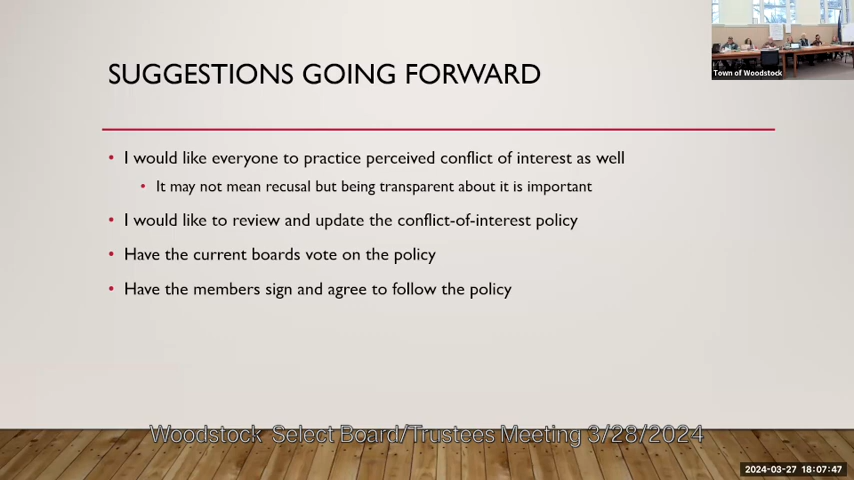 SUGGESTIONS GOING FORWARD
Town of Woodstock
• I would like everyone to practice perceived conflict of interest as well
• It may not mean recusal but being transparent about it is important
• I would like to review and update the conflict-of-interest policy
• Have the current boards vote on the policy
• Have the members sign and agree to follow the policy
Woodstock Select Board/Trustees Meeting 3/28/2024
2024-03-27 18:07:47